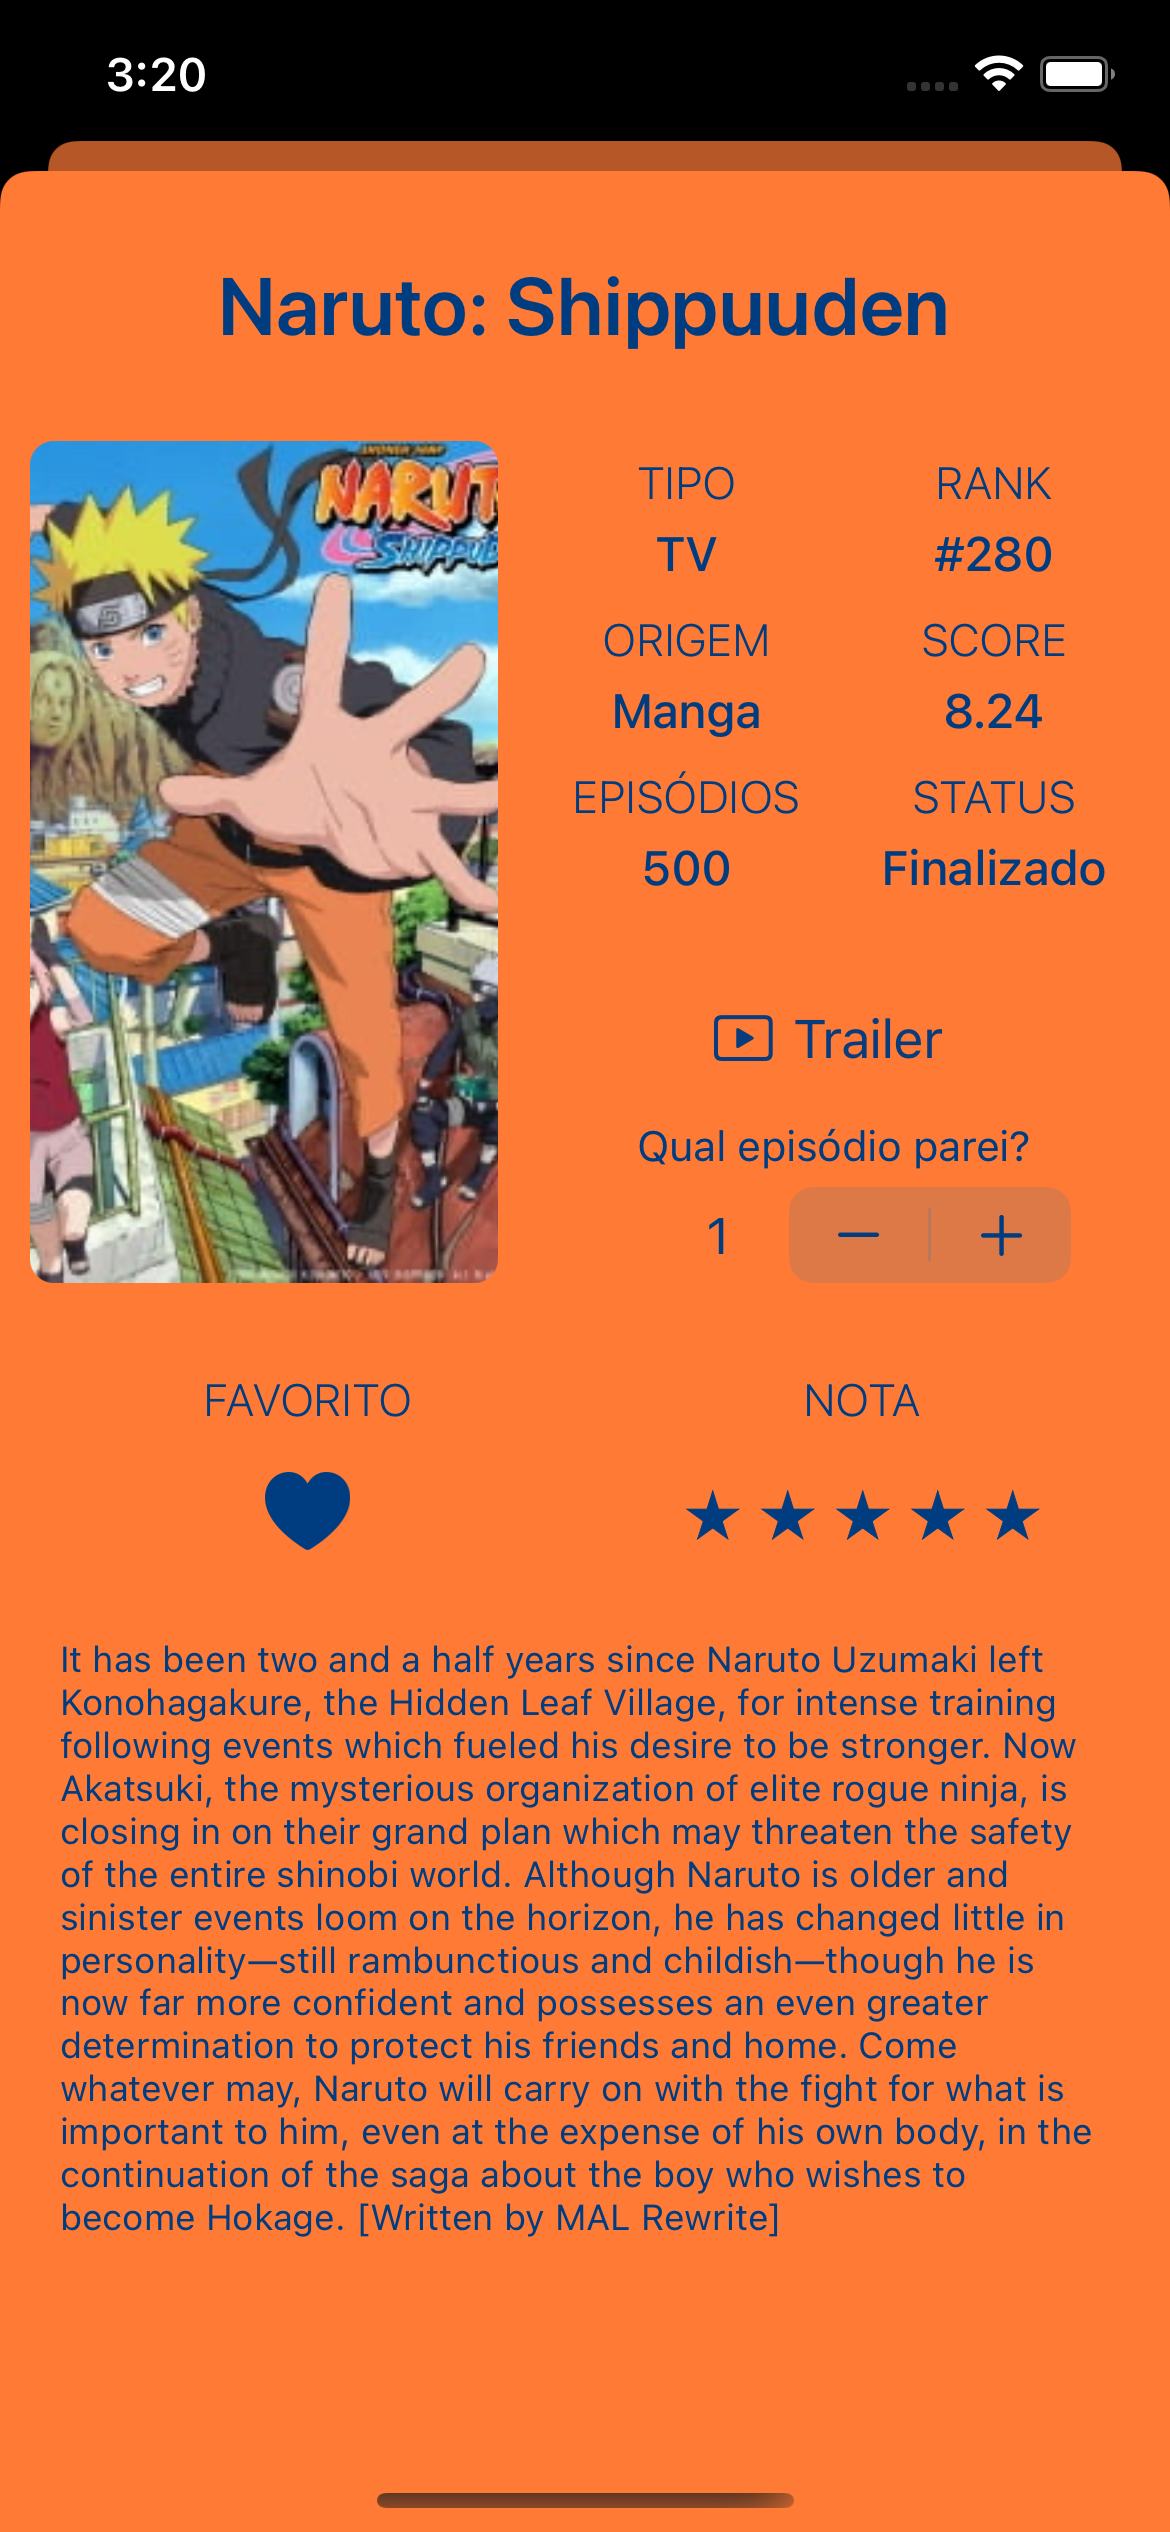 3:20
Naruto: Shippuuden
NARUT
SHIPPUD
TIPO
RANK
TV
#280
ORIGEM
SCORE
Manga
8.24
EPISÓDIOS
STATUS
500
Finalizado
Trailer
Qual episódio parei?
1
FAVORITO
NOTA
It has been two and a half years since Naruto Uzumaki left
Konohagakure, the Hidden Leaf Village, for intense training
following events which fueled his desire to be stronger. Now
Akatsuki, the mysterious organization of elite rogue ninja, is
closing in on their grand plan which may threaten the safety
of the entire shinobi world. Although Naruto is older and
sinister events loom on the horizon, he has changed little in
personality—still rambunctious and childish—though he is
now far more confident and possesses an even greater
determination to protect his friends and home. Come
whatever may, Naruto will carry on with the fight for what is
important to him, even at the expense of his own body, in the
continuation of the saga about the boy who wishes to
become Hokage. [Written by MAL Rewrite]